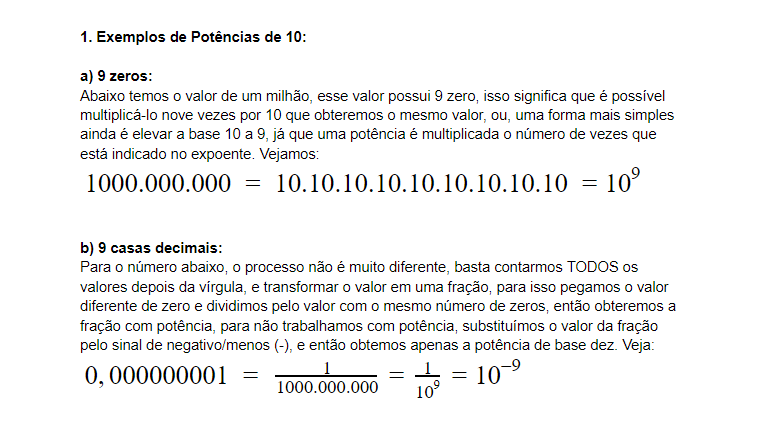 1. Exemplos de Potências de 10:
a) 9 zeros:
Abaixo temos o valor de um milhão, esse valor possui 9 zero, isso significa que é possível
multiplicá-lo nove vezes por 10 que obteremos o mesmo valor, ou, uma forma mais simples
ainda é elevar a base 10 a 9, já que uma potência é multiplicada o número de vezes que
está indicado no expoente. Vejamos:
1000.000.000 = 10.10.10.10.10.10.10.10.10 = 10⁹
b) 9 casas decimais:
Para o número abaixo, o processo não é muito diferente, basta contarmos TODOS os
valores depois da vírgula, e transformar o valor em uma fração, para isso pegamos o valor
diferente de zero e dividimos pelo valor com o mesmo número de zeros, então obteremos a
fração com potência, para não trabalhamos com potência, substituímos o valor da fração
pelo sinal de negativo/menos (-), e então obtemos apenas a potência de base dez. Veja:
0,000000001 = 1/1000.000.000 = 1/10⁹ = 10⁻⁹